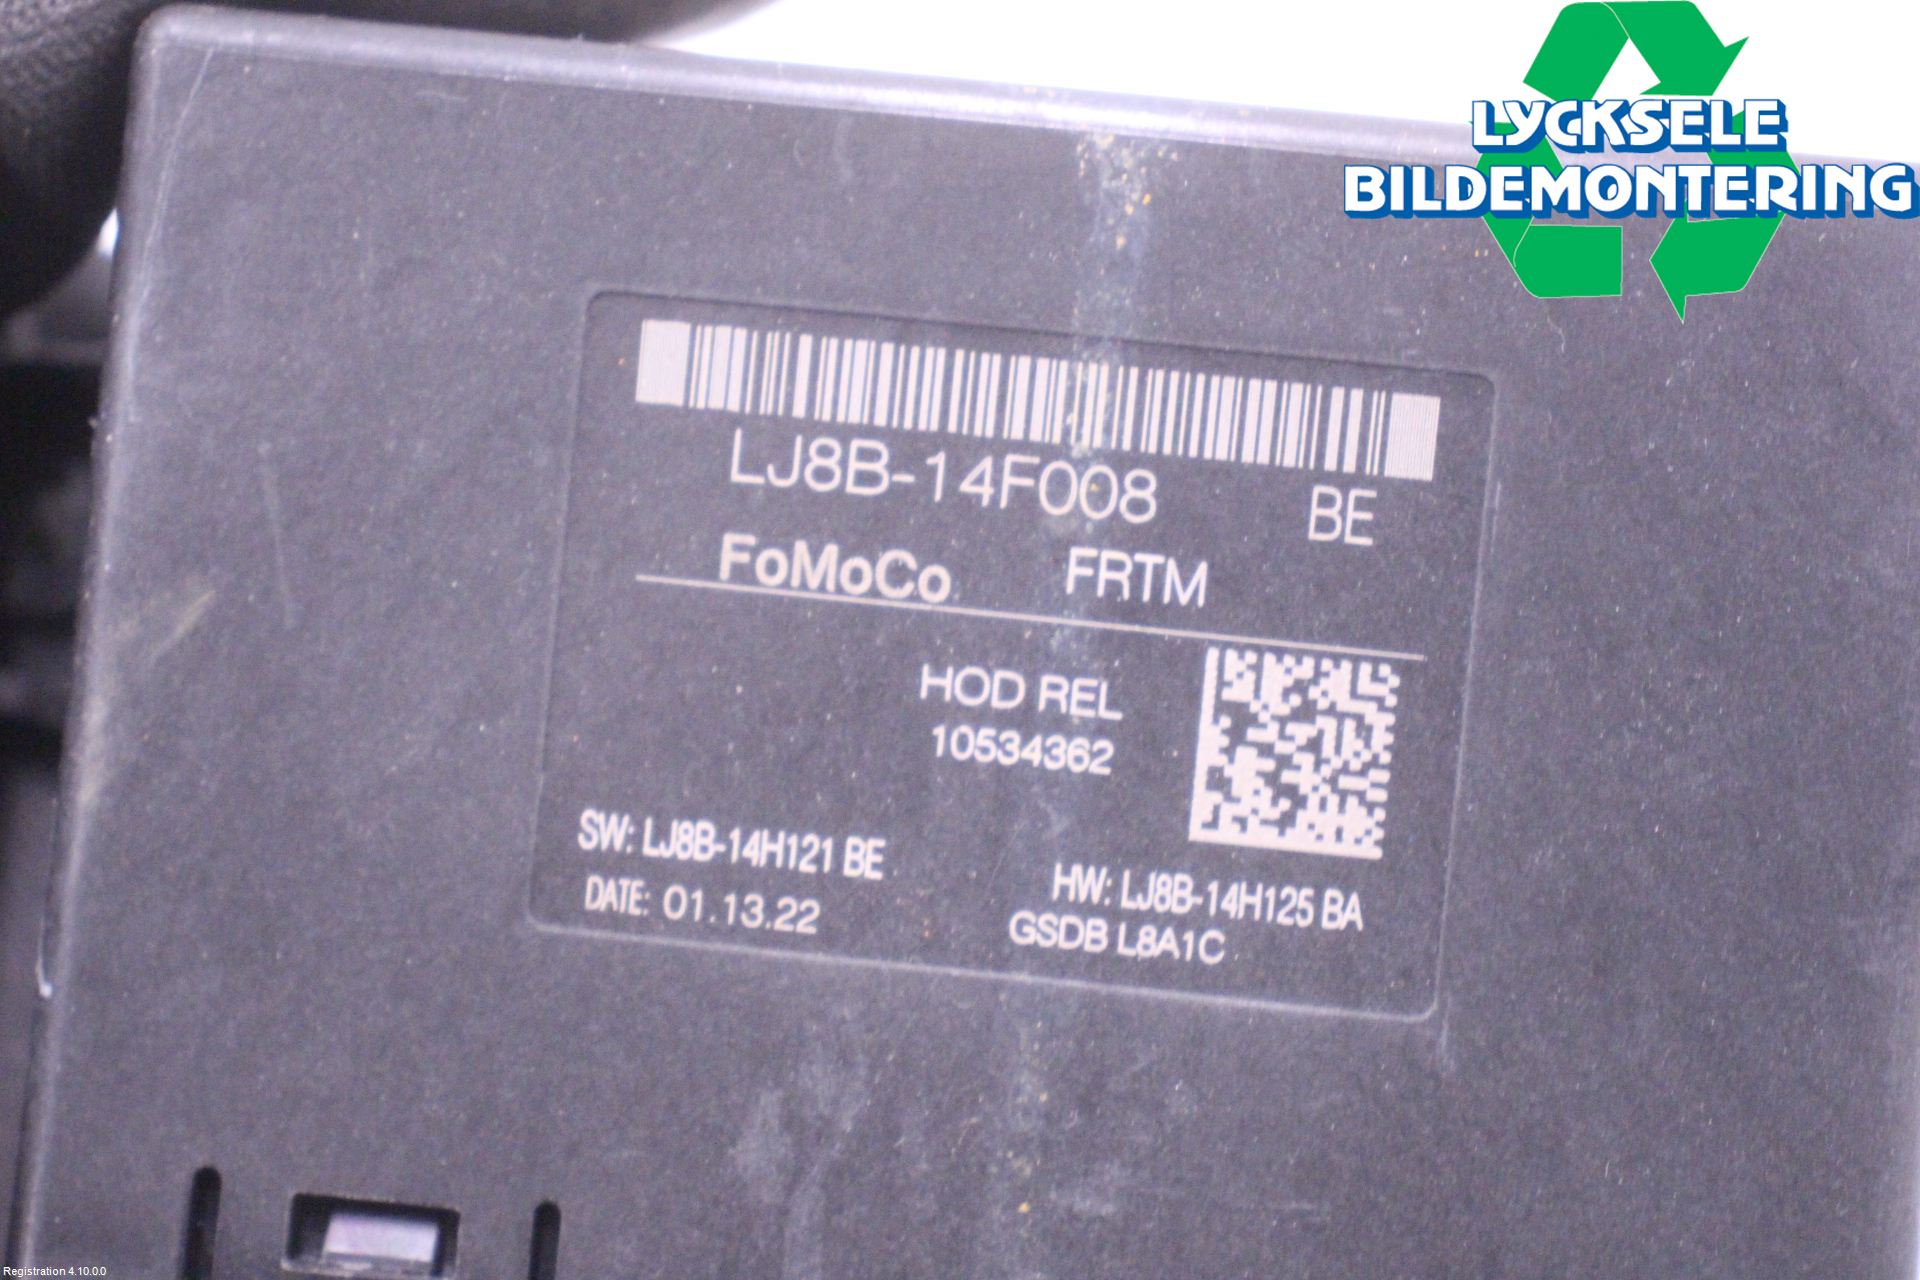 LYCKSELE
BILDEMONTERING
LJ8B-14F008 BE
FoMoCo FRTM
HOD REL
10534362
SW: LJ8B-14H121 BE
HW: LJ8B-14H125 BA
DATE: 01.13.22
GSDB L8A1C
Registration 4.10.0.0